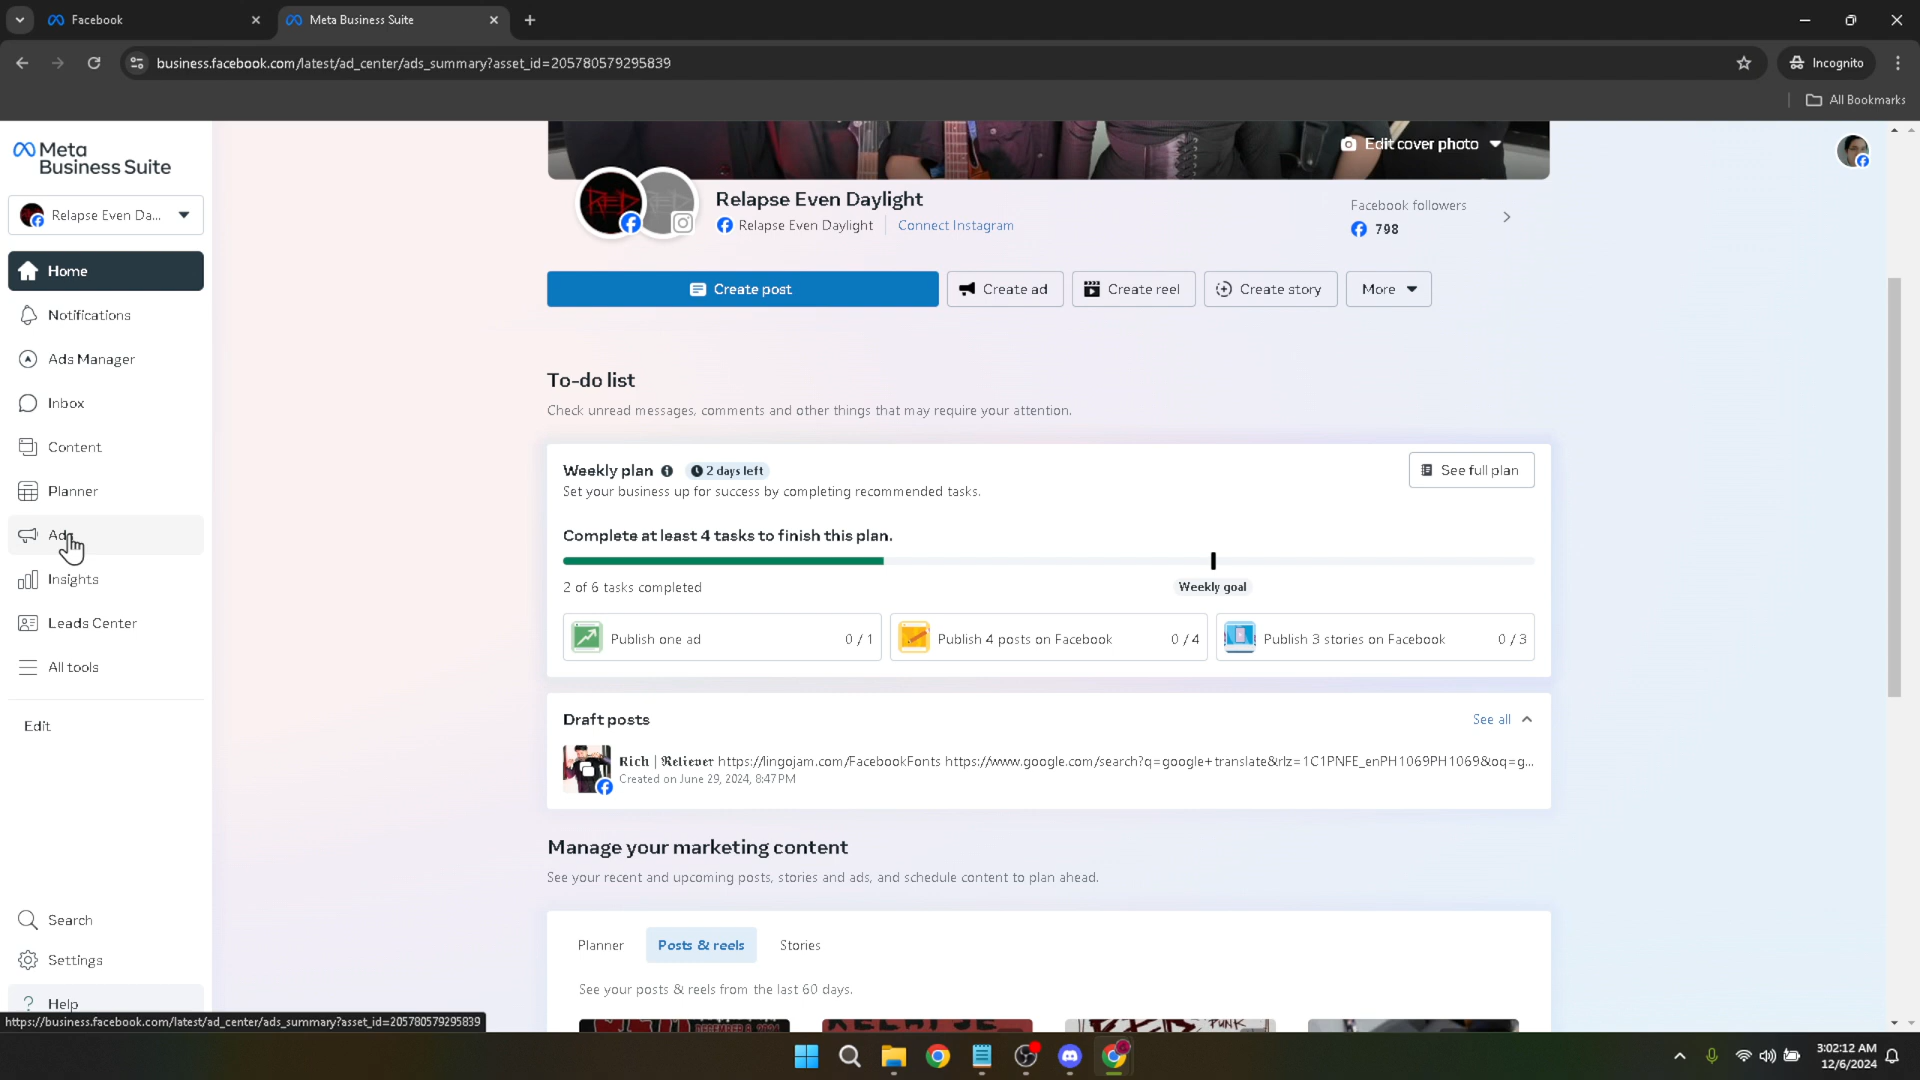 Facebook
Meta Business Suite
business.facebook.com/latest/ad_center/ads_summary?asset_id=205780579295839
Incognito
All Bookmarks
Meta
Business Suite
Relapse Even Da...
Home
Notifications
Ads Manager
Inbox
Content
Planner
Insights
Leads Center
All tools
Edit
Search
Settings
Help
https://business.facebook.com/latest/ad_center/ads_summary?asset_id=205780579295839
Edit cover photo
RED
Relapse Even Daylight
Relapse Even Daylight
Connect Instagram
Facebook followers
798
Create post
Create ad
Create reel
Create story
More
To-do list
Check unread messages, comments and other things that may require your attention.
Weekly plan
2 days left
See full plan
Set your business up for success by completing recommended tasks.
Complete at least 4 tasks to finish this plan.
2 of 6 tasks completed
Weekly goal
Publish one ad
0 / 1
Publish 4 posts on Facebook
0 / 4
Publish 3 stories on Facebook
0 / 3
Draft posts
See all
𝕽𝖎𝖈𝖍 | 𝕽𝖊𝖑𝖎𝖊𝖛𝖊𝖗 https://lingojam.com/FacebookFonts https://www.google.com/search?q=google+translate&rlz=1C1PNFE_enPH1069PH1069&oq=g...
Created on June 29, 2024, 8:47 PM
Manage your marketing content
See your recent and upcoming posts, stories and ads, and schedule content to plan ahead.
Planner
Posts & reels
Stories
See your posts & reels from the last 60 days.
3:02:12 AM
12/6/2024